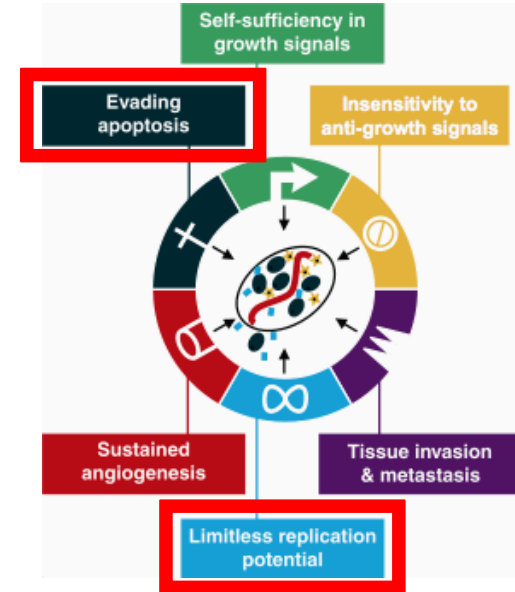 Self-sufficiency in
growth signals
Evading
apoptosis
Insensitivity to
anti-growth signals
Sustained
angiogenesis
Tissue invasion
& metastasis
Limitless replication
potential